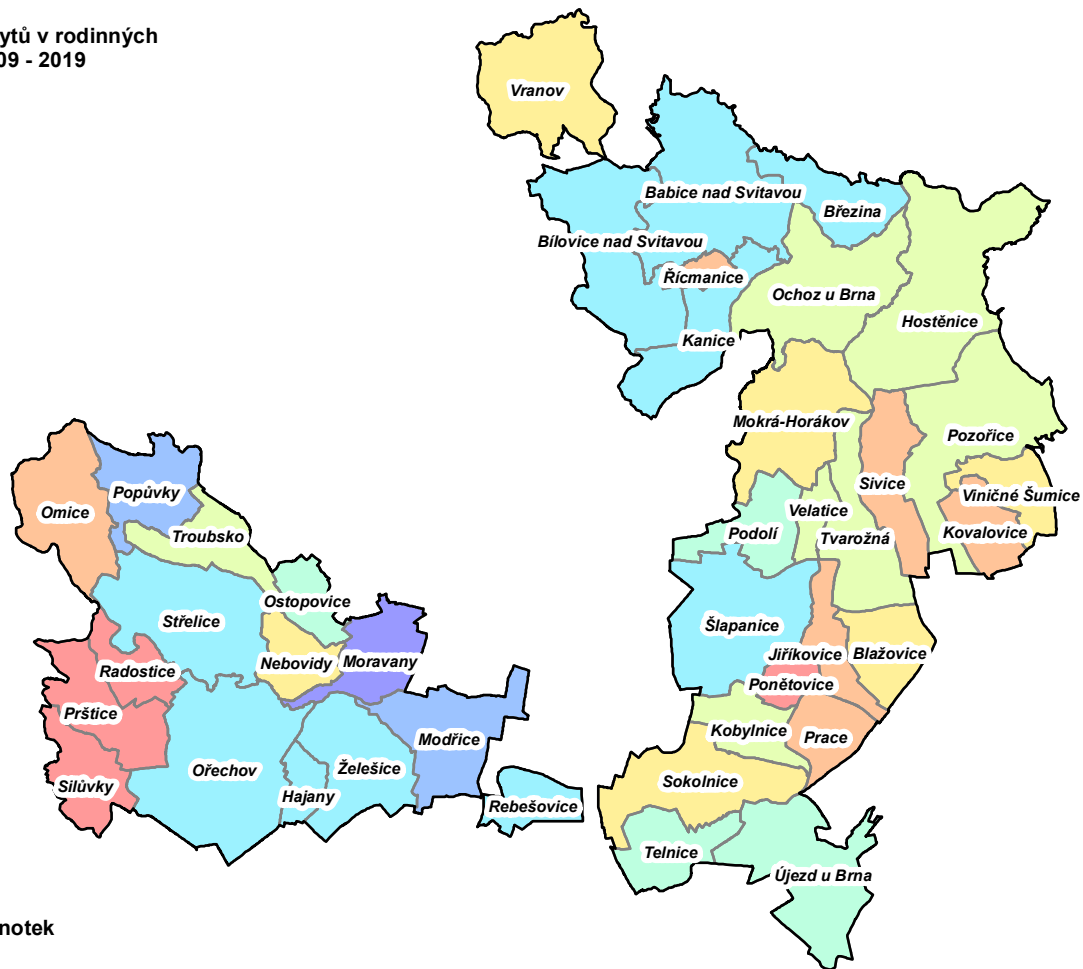 ytů v rodinných
09 - 2019
Vranov
Babice nad Svitavou
Březina
Bílovice nad Svitavou
Řícmanice
Ochoz u Brna
Hostěnice
Kanice
Mokrá-Horákov
Pozořice
Sivice
Viničné Šumice
Popůvky
Omice
Velatice
Troubsko
Podolí
Tvarožná
Kovalovice
Ostopovice
Střelice
Šlapanice
Nebovidy
Moravany
Jiříkovice
Blažovice
Radostice
Ponětovice
Prštice
Kobylnice
Prace
Modřice
Ořechov
Želešice
Silůvky
Hajany
Sokolnice
Rebešovice
Telnice
Újezd u Brna
notek